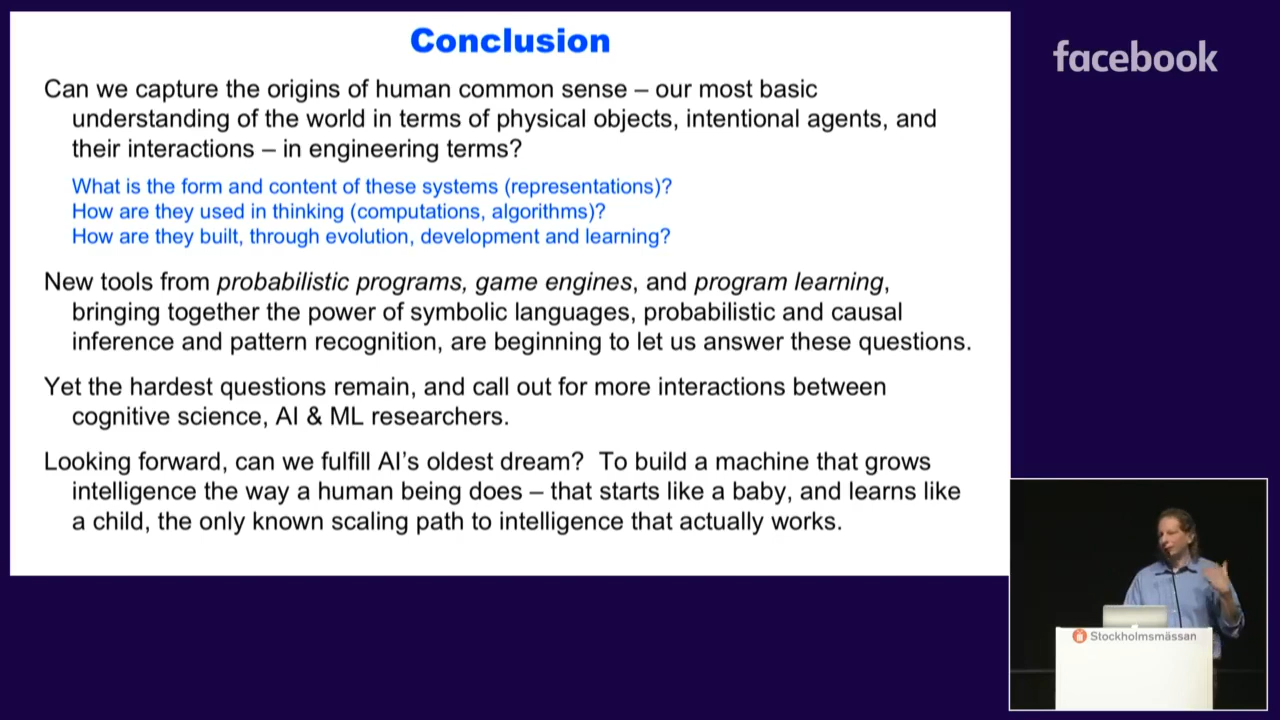 Conclusion
facebook
Can we capture the origins of human common sense – our most basic
understanding of the world in terms of physical objects, intentional agents, and
their interactions – in engineering terms?
What is the form and content of these systems (representations)?
How are they used in thinking (computations, algorithms)?
How are they built, through evolution, development and learning?
New tools from probabilistic programs, game engines, and program learning,
bringing together the power of symbolic languages, probabilistic and causal
inference and pattern recognition, are beginning to let us answer these questions.
Yet the hardest questions remain, and call out for more interactions between
cognitive science, AI & ML researchers.
Looking forward, can we fulfill AI’s oldest dream?  To build a machine that grows
intelligence the way a human being does – that starts like a baby, and learns like
a child, the only known scaling path to intelligence that actually works.
Stockholmsmässan